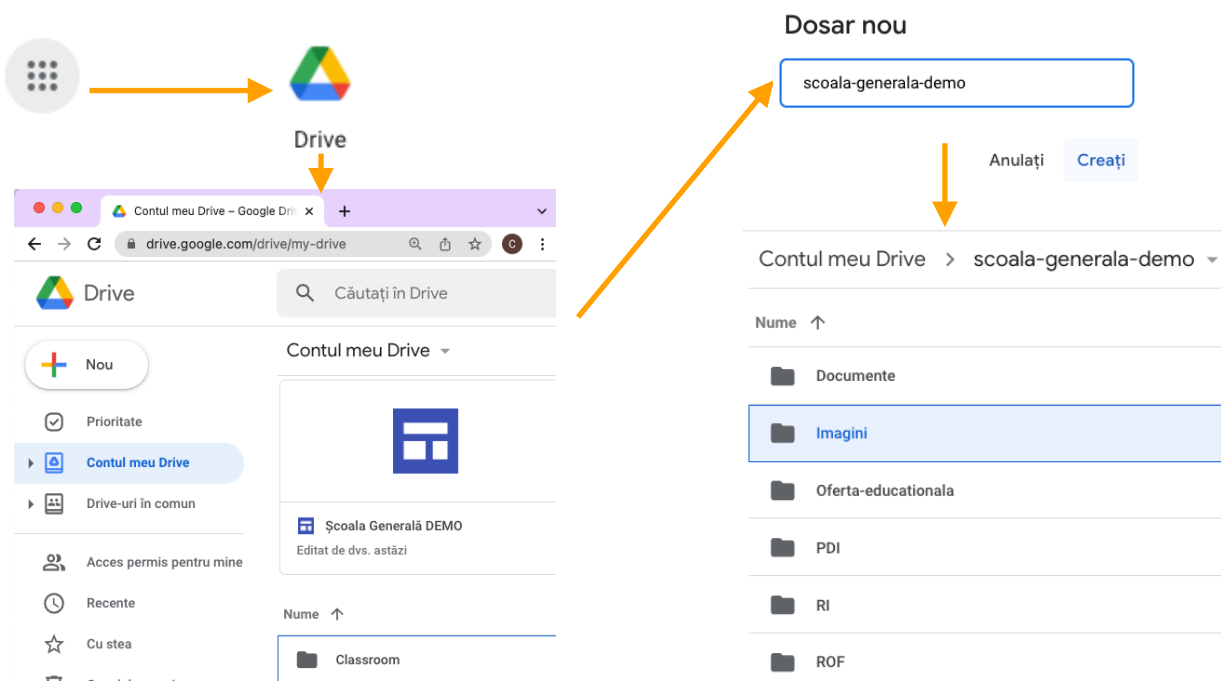 Drive
Contul meu Drive – Google Dri
drive.google.com/drive/my-drive
C
Drive
Căutați în Drive
Nou
Prioritate
Contul meu Drive
Drive-uri în comun
Acces permis pentru mine
Recente
Cu stea
Contul meu Drive
Școala Generală DEMO
Editat de dvs. astăzi
Nume
Classroom
Dosar nou
scoala-generala-demo
Anulați
Creați
Contul meu Drive
scoala-generala-demo
Nume
Documente
Imagini
Oferta-educationala
PDI
RI
ROF